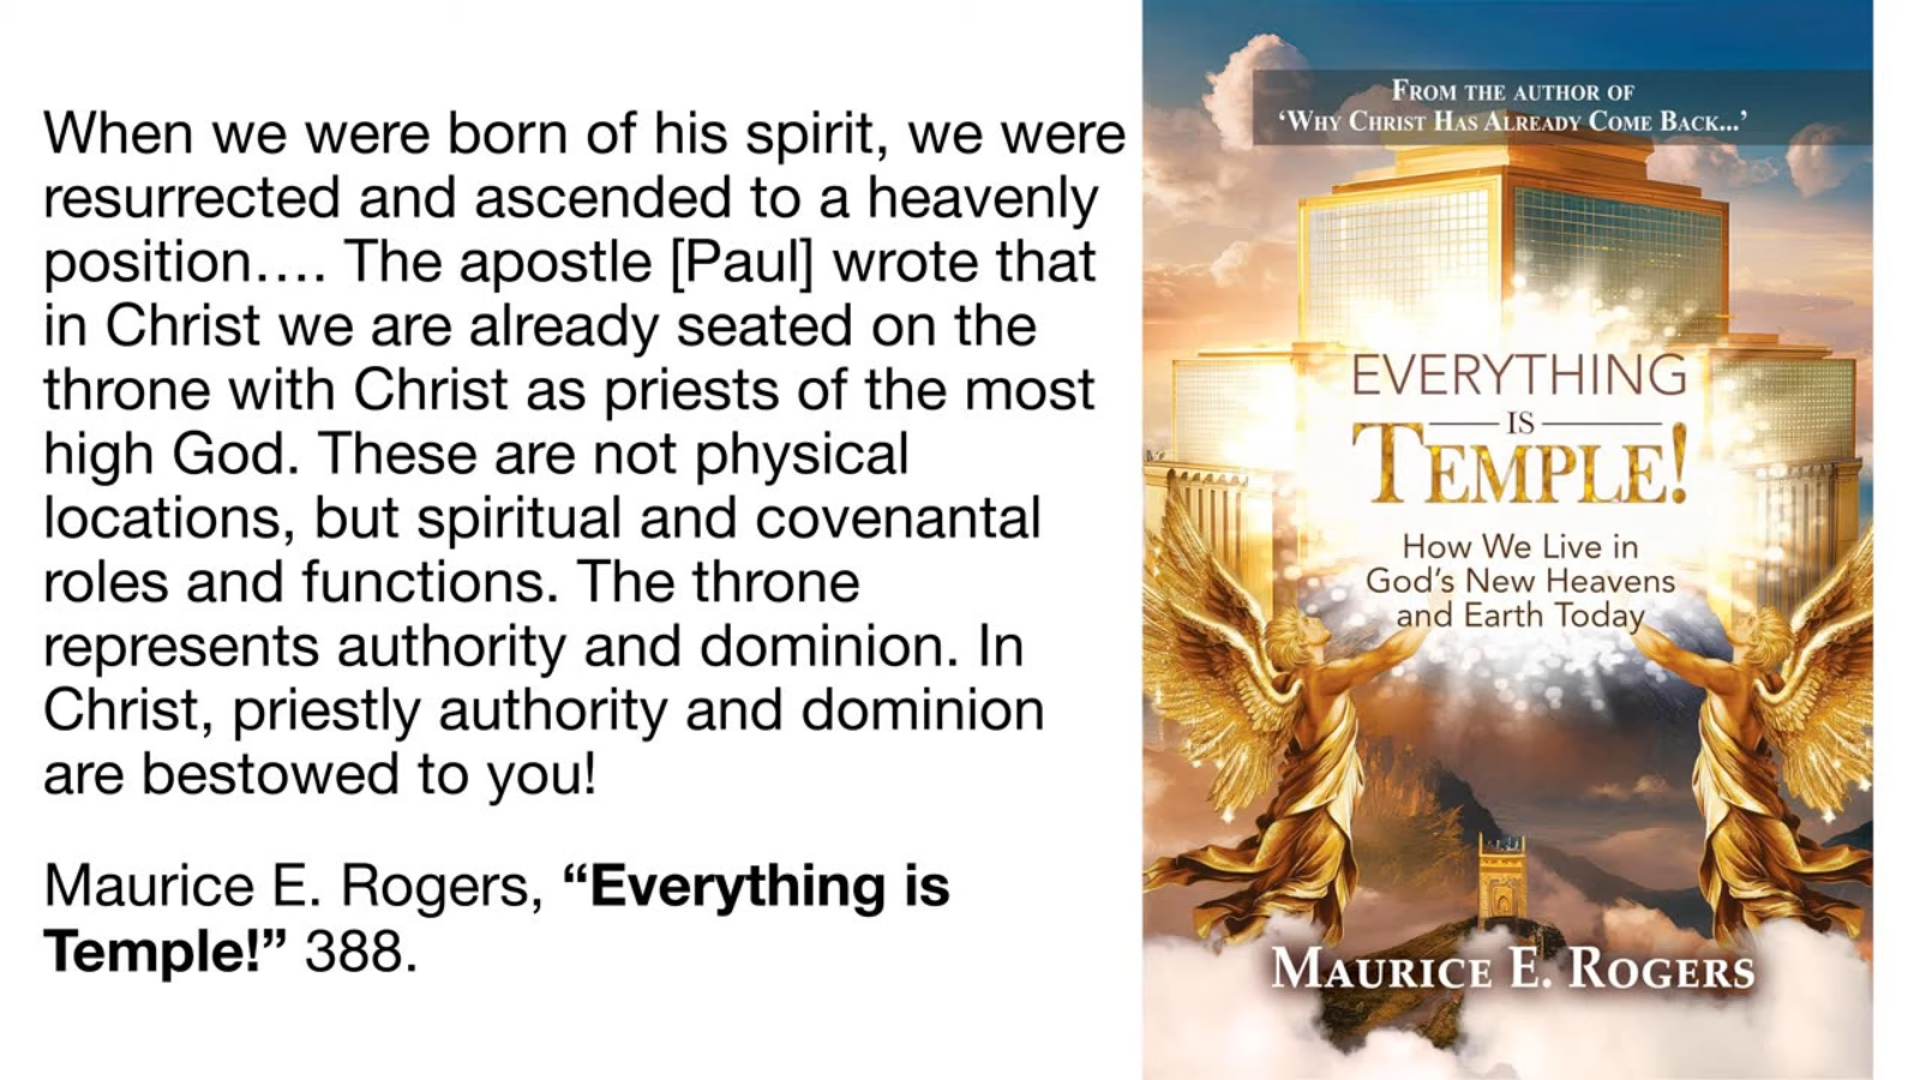 When we were born of his spirit, we were
resurrected and ascended to a heavenly
position…. The apostle [Paul] wrote that
in Christ we are already seated on the
throne with Christ as priests of the most
high God. These are not physical
locations, but spiritual and covenantal
roles and functions. The throne
represents authority and dominion. In
Christ, priestly authority and dominion
are bestowed to you!
Maurice E. Rogers, “Everything is
Temple!” 388.
FROM THE AUTHOR OF
‘WHY CHRIST HAS ALREADY COME BACK...’
EVERYTHING
IS
TEMPLE!
How We Live in
God’s New Heavens
and Earth Today
MAURICE E. ROGERS